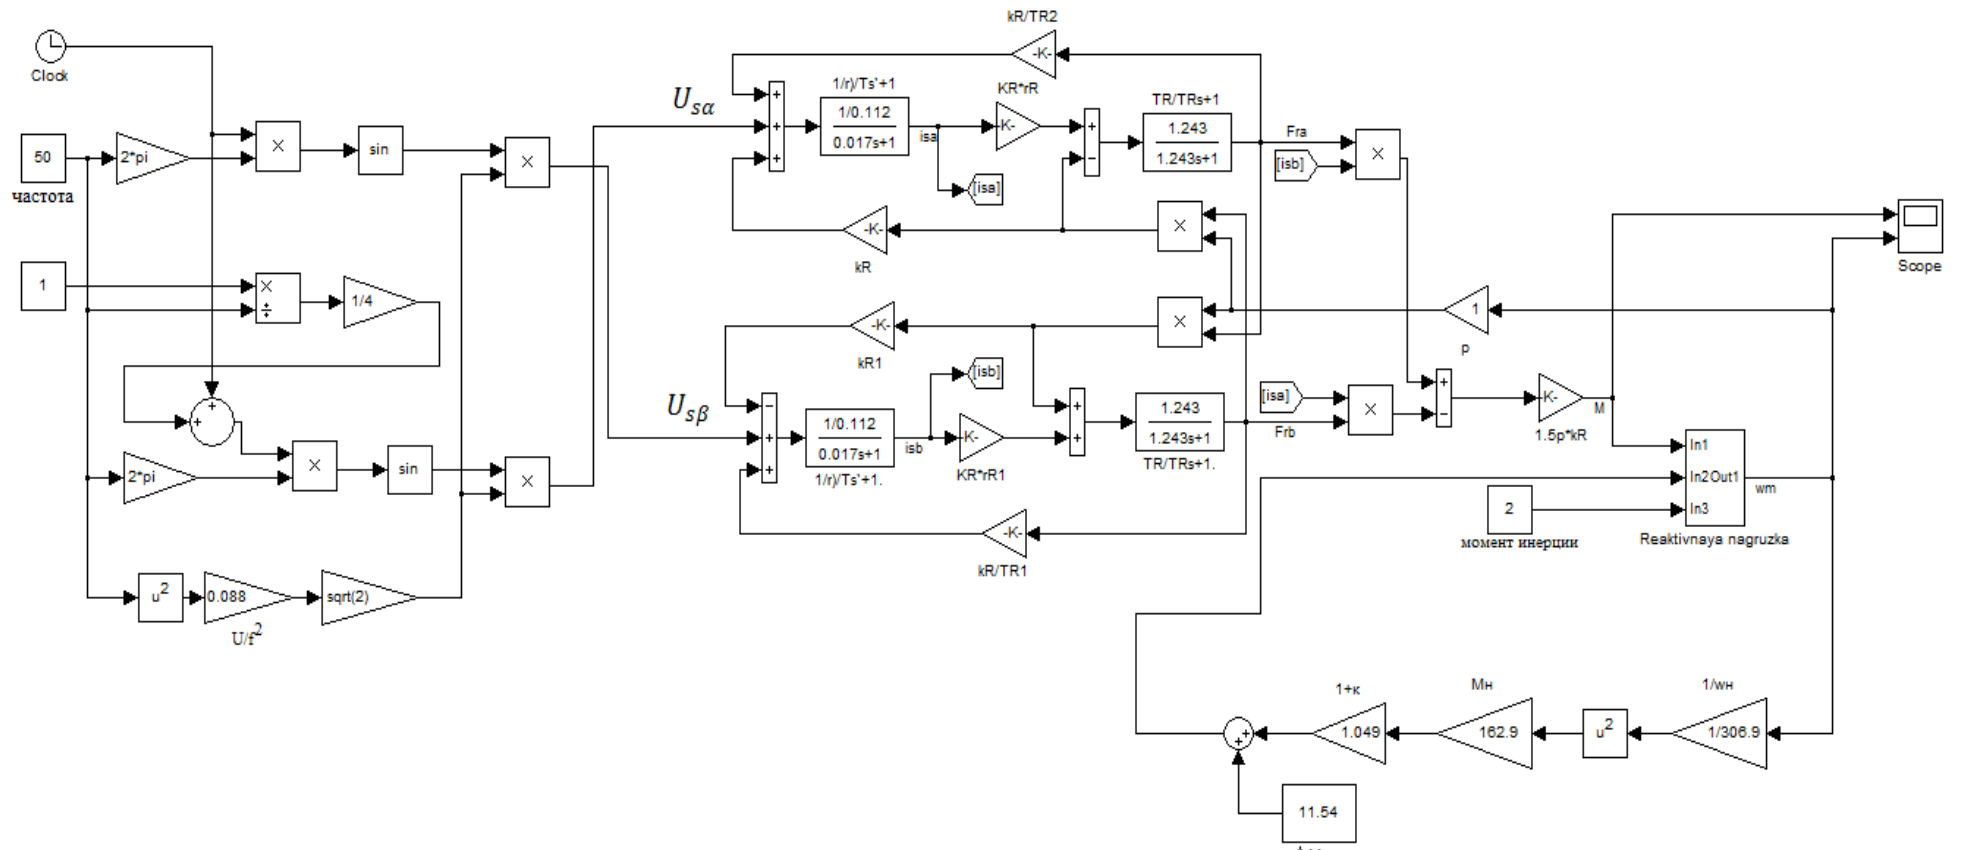 kR/TR2
-K-
Clock
1/r)/Ts'+1
KR*rR
TR/TRs+1
Usα
1/0.112
0.017s+1
K-
1.243
1.243s+1
isa
[isa]
Fra
[isb]
×
50
2*pi
×
sin
×
частота
×
-K-
kR
Scope
1
×
÷
1/4
×
-K-
kR1
1
p
[isb]
Usβ
1/0.112
0.017s+1
1/r)/Ts'+1.
isb
K-
KR*rR1
1.243
1.243s+1
TR/TRs+1.
[isa]
Frb
×
K-
M
1.5p*kR
2*pi
×
sin
×
In1
In2
Out1
In3
wm
Reaktivnaya nagruzka
2
момент инерции
-K-
kR/TR1
u²
0.088
sqrt(2)
U/f²
1+к
Мн
1/wн
1.049
162.9
u²
1/306.9
11.54